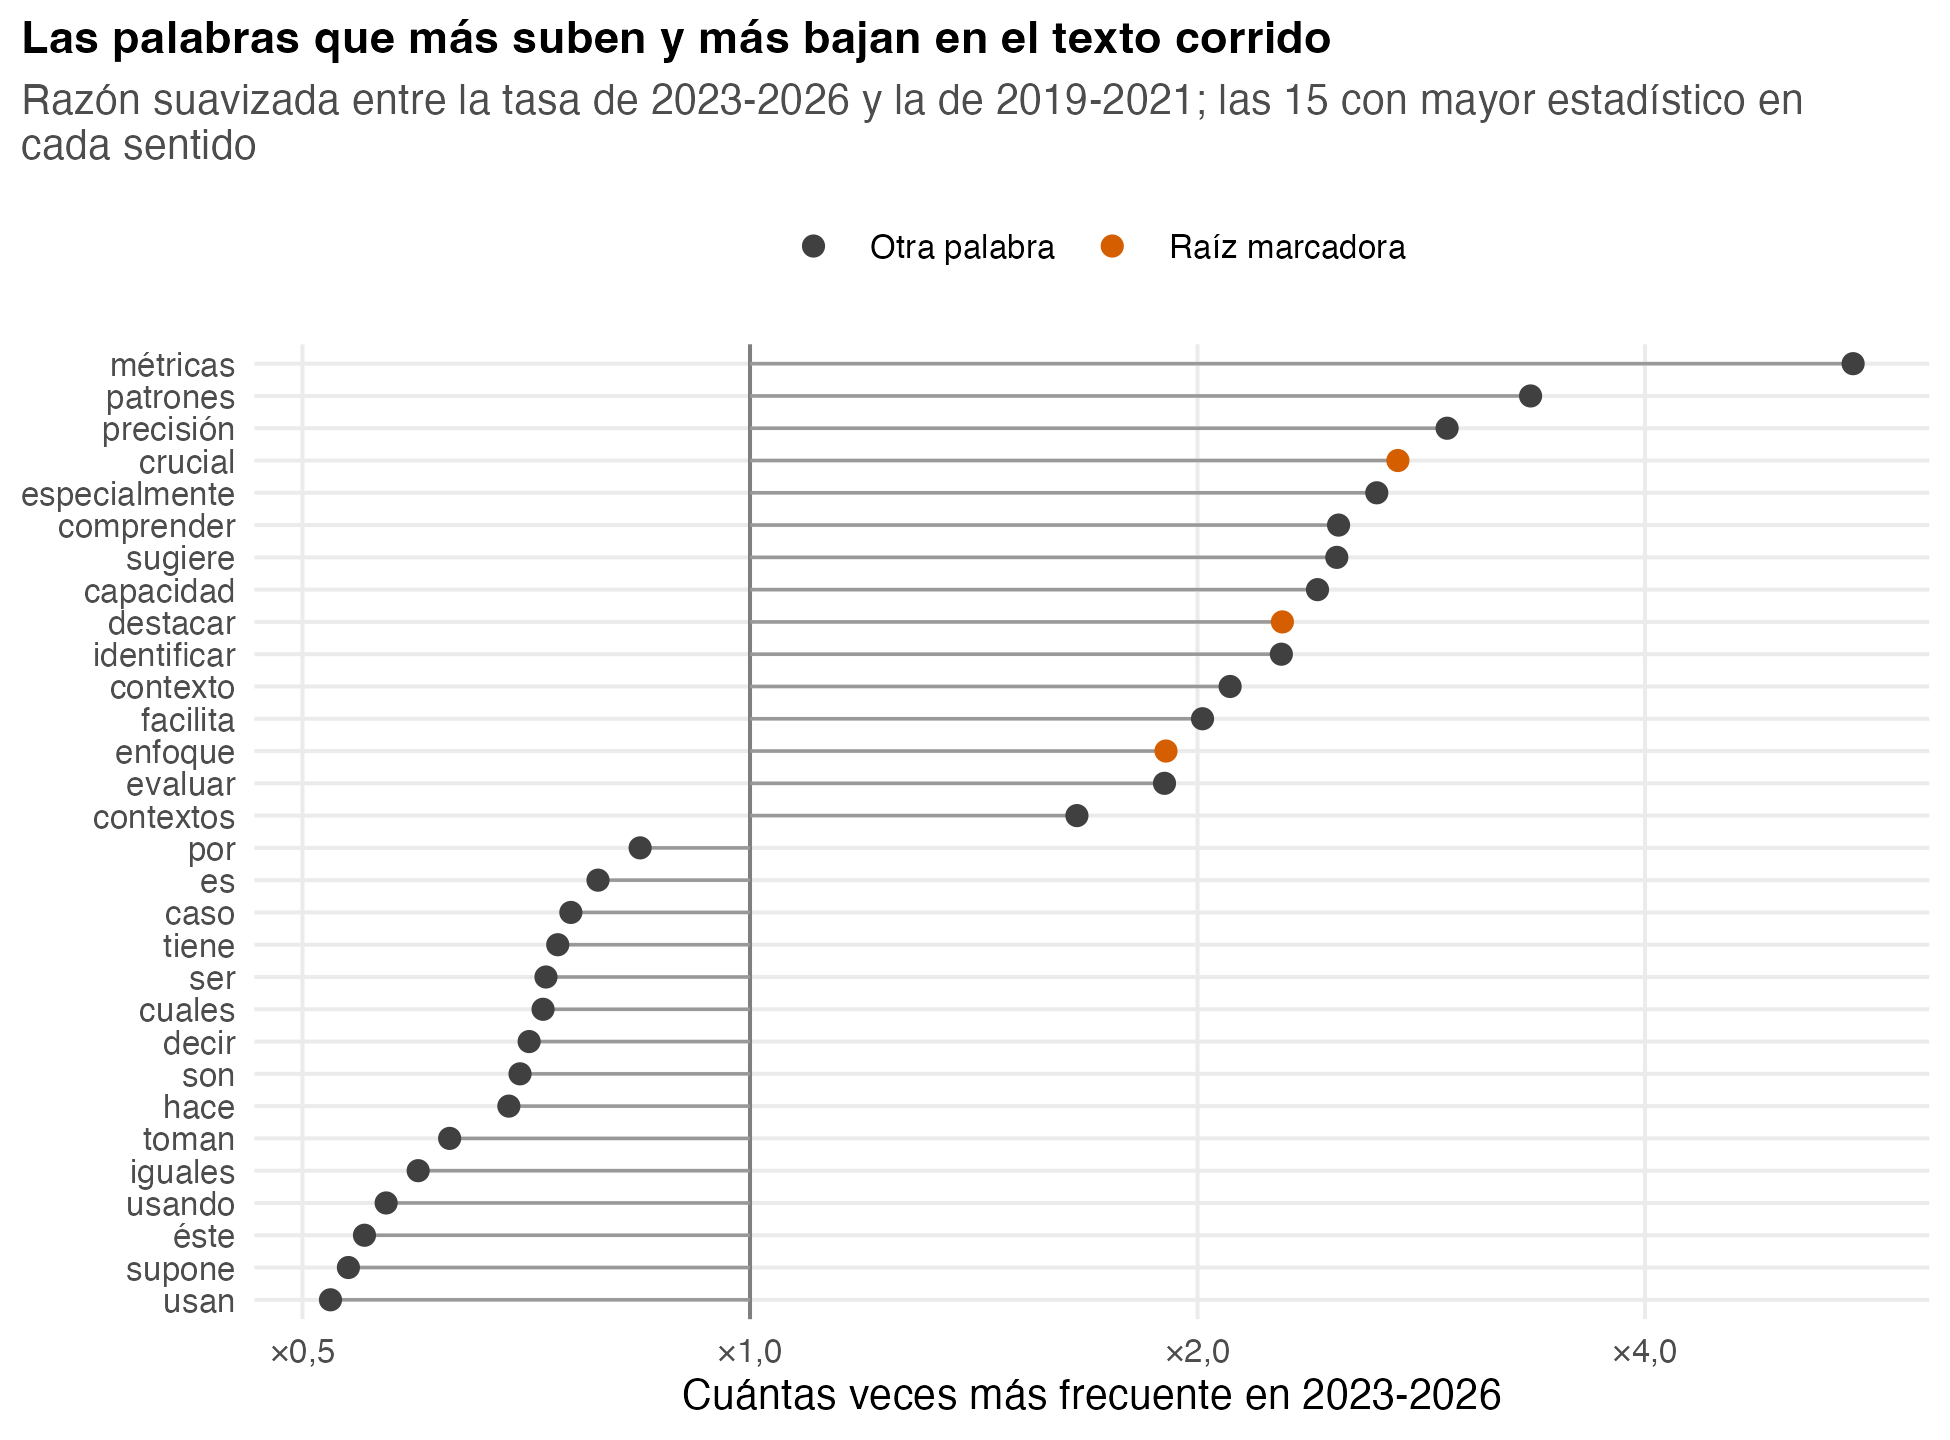 Las palabras que más suben y más bajan en el texto corrido
Razón suavizada entre la tasa de 2023-2026 y la de 2019-2021; las 15 con mayor estadístico en
cada sentido
Otra palabra
Raíz marcadora
métricas
patrones
precisión
crucial
especialmente
comprender
sugiere
capacidad
destacar
identificar
contexto
facilita
enfoque
evaluar
contextos
por
es
caso
tiene
ser
cuales
decir
son
hace
toman
iguales
usando
éste
supone
usan
×0,5
×1,0
×2,0
×4,0
Cuántas veces más frecuente en 2023-2026